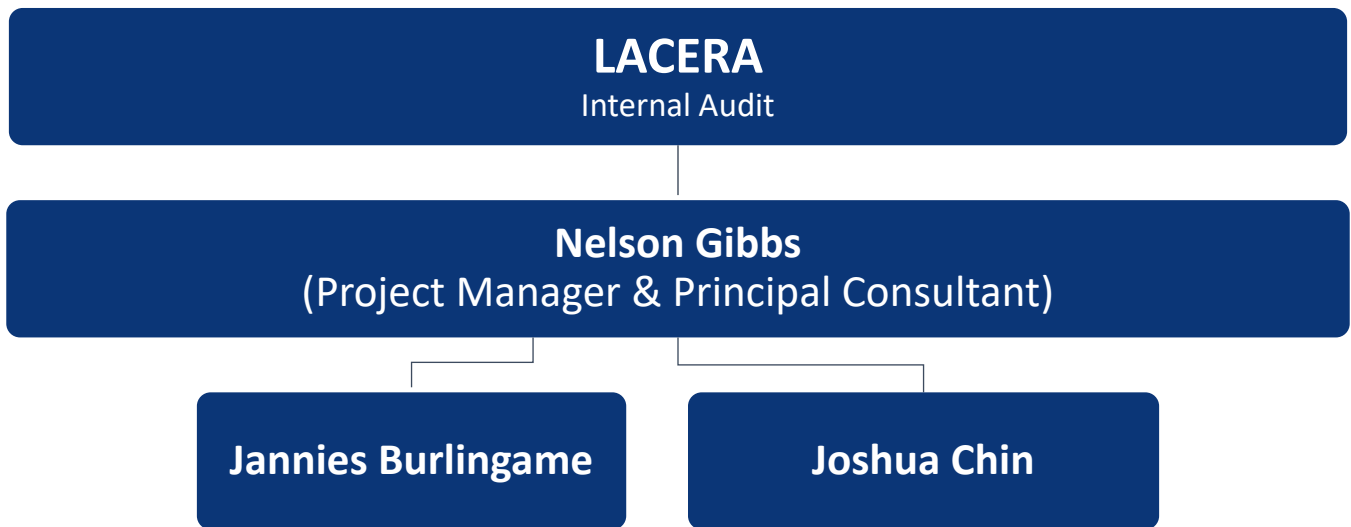 LACERA
Internal Audit
Nelson Gibbs
(Project Manager & Principal Consultant)
Jannies Burlingame
Joshua Chin